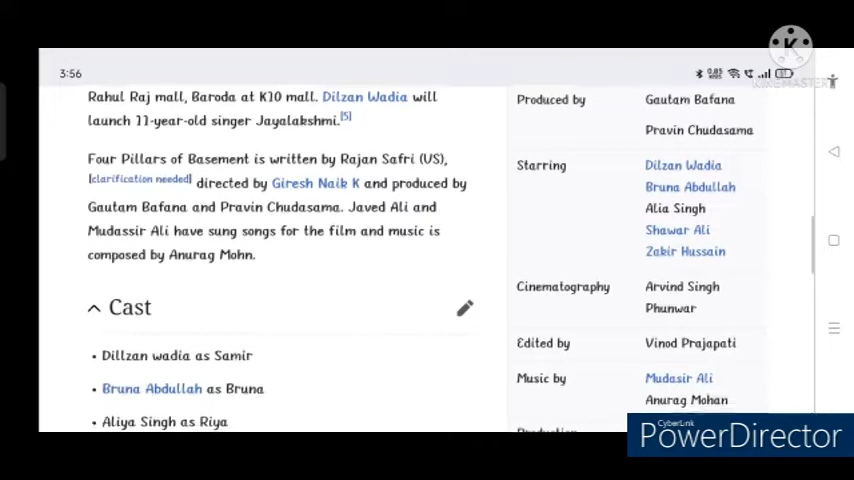 KINEMASTER
3:56
0.85
KB/S
Rahul Raj mall, Baroda at K10 mall. Dilzan Wadia will
launch 11-year-old singer Jayalakshmi.[5]
Four Pillars of Basement is written by Rajan Safri (US),
[clarification needed] directed by Giresh Naik K and produced by
Gautam Bafana and Pravin Chudasama. Javed Ali and
Mudassir Ali have sung songs for the film and music is
composed by Anurag Mohn.
Cast
• Dillzan wadia as Samir
• Bruna Abdullah as Bruna
• Aliya Singh as Riya
Produced by Gautam Bafana
Pravin Chudasama
Starring Dilzan Wadia
Bruna Abdullah
Alia Singh
Shawar Ali
Zakir Hussain
Cinematography Arvind Singh
Phunwar
Edited by Vinod Prajapati
Music by Mudasir Ali
Anurag Mohan
Production
CyberLink
PowerDirector